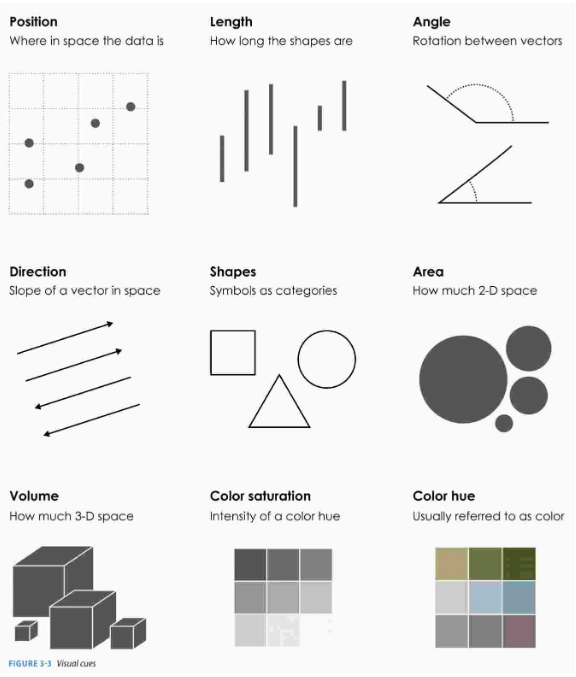 Position
Where in space the data is
Length
How long the shapes are
Angle
Rotation between vectors
Direction
Slope of a vector in space
Shapes
Symbols as categories
Area
How much 2-D space
Volume
How much 3-D space
Color saturation
Intensity of a color hue
Color hue
Usually referred to as color
FIGURE 3-3 Visual cues